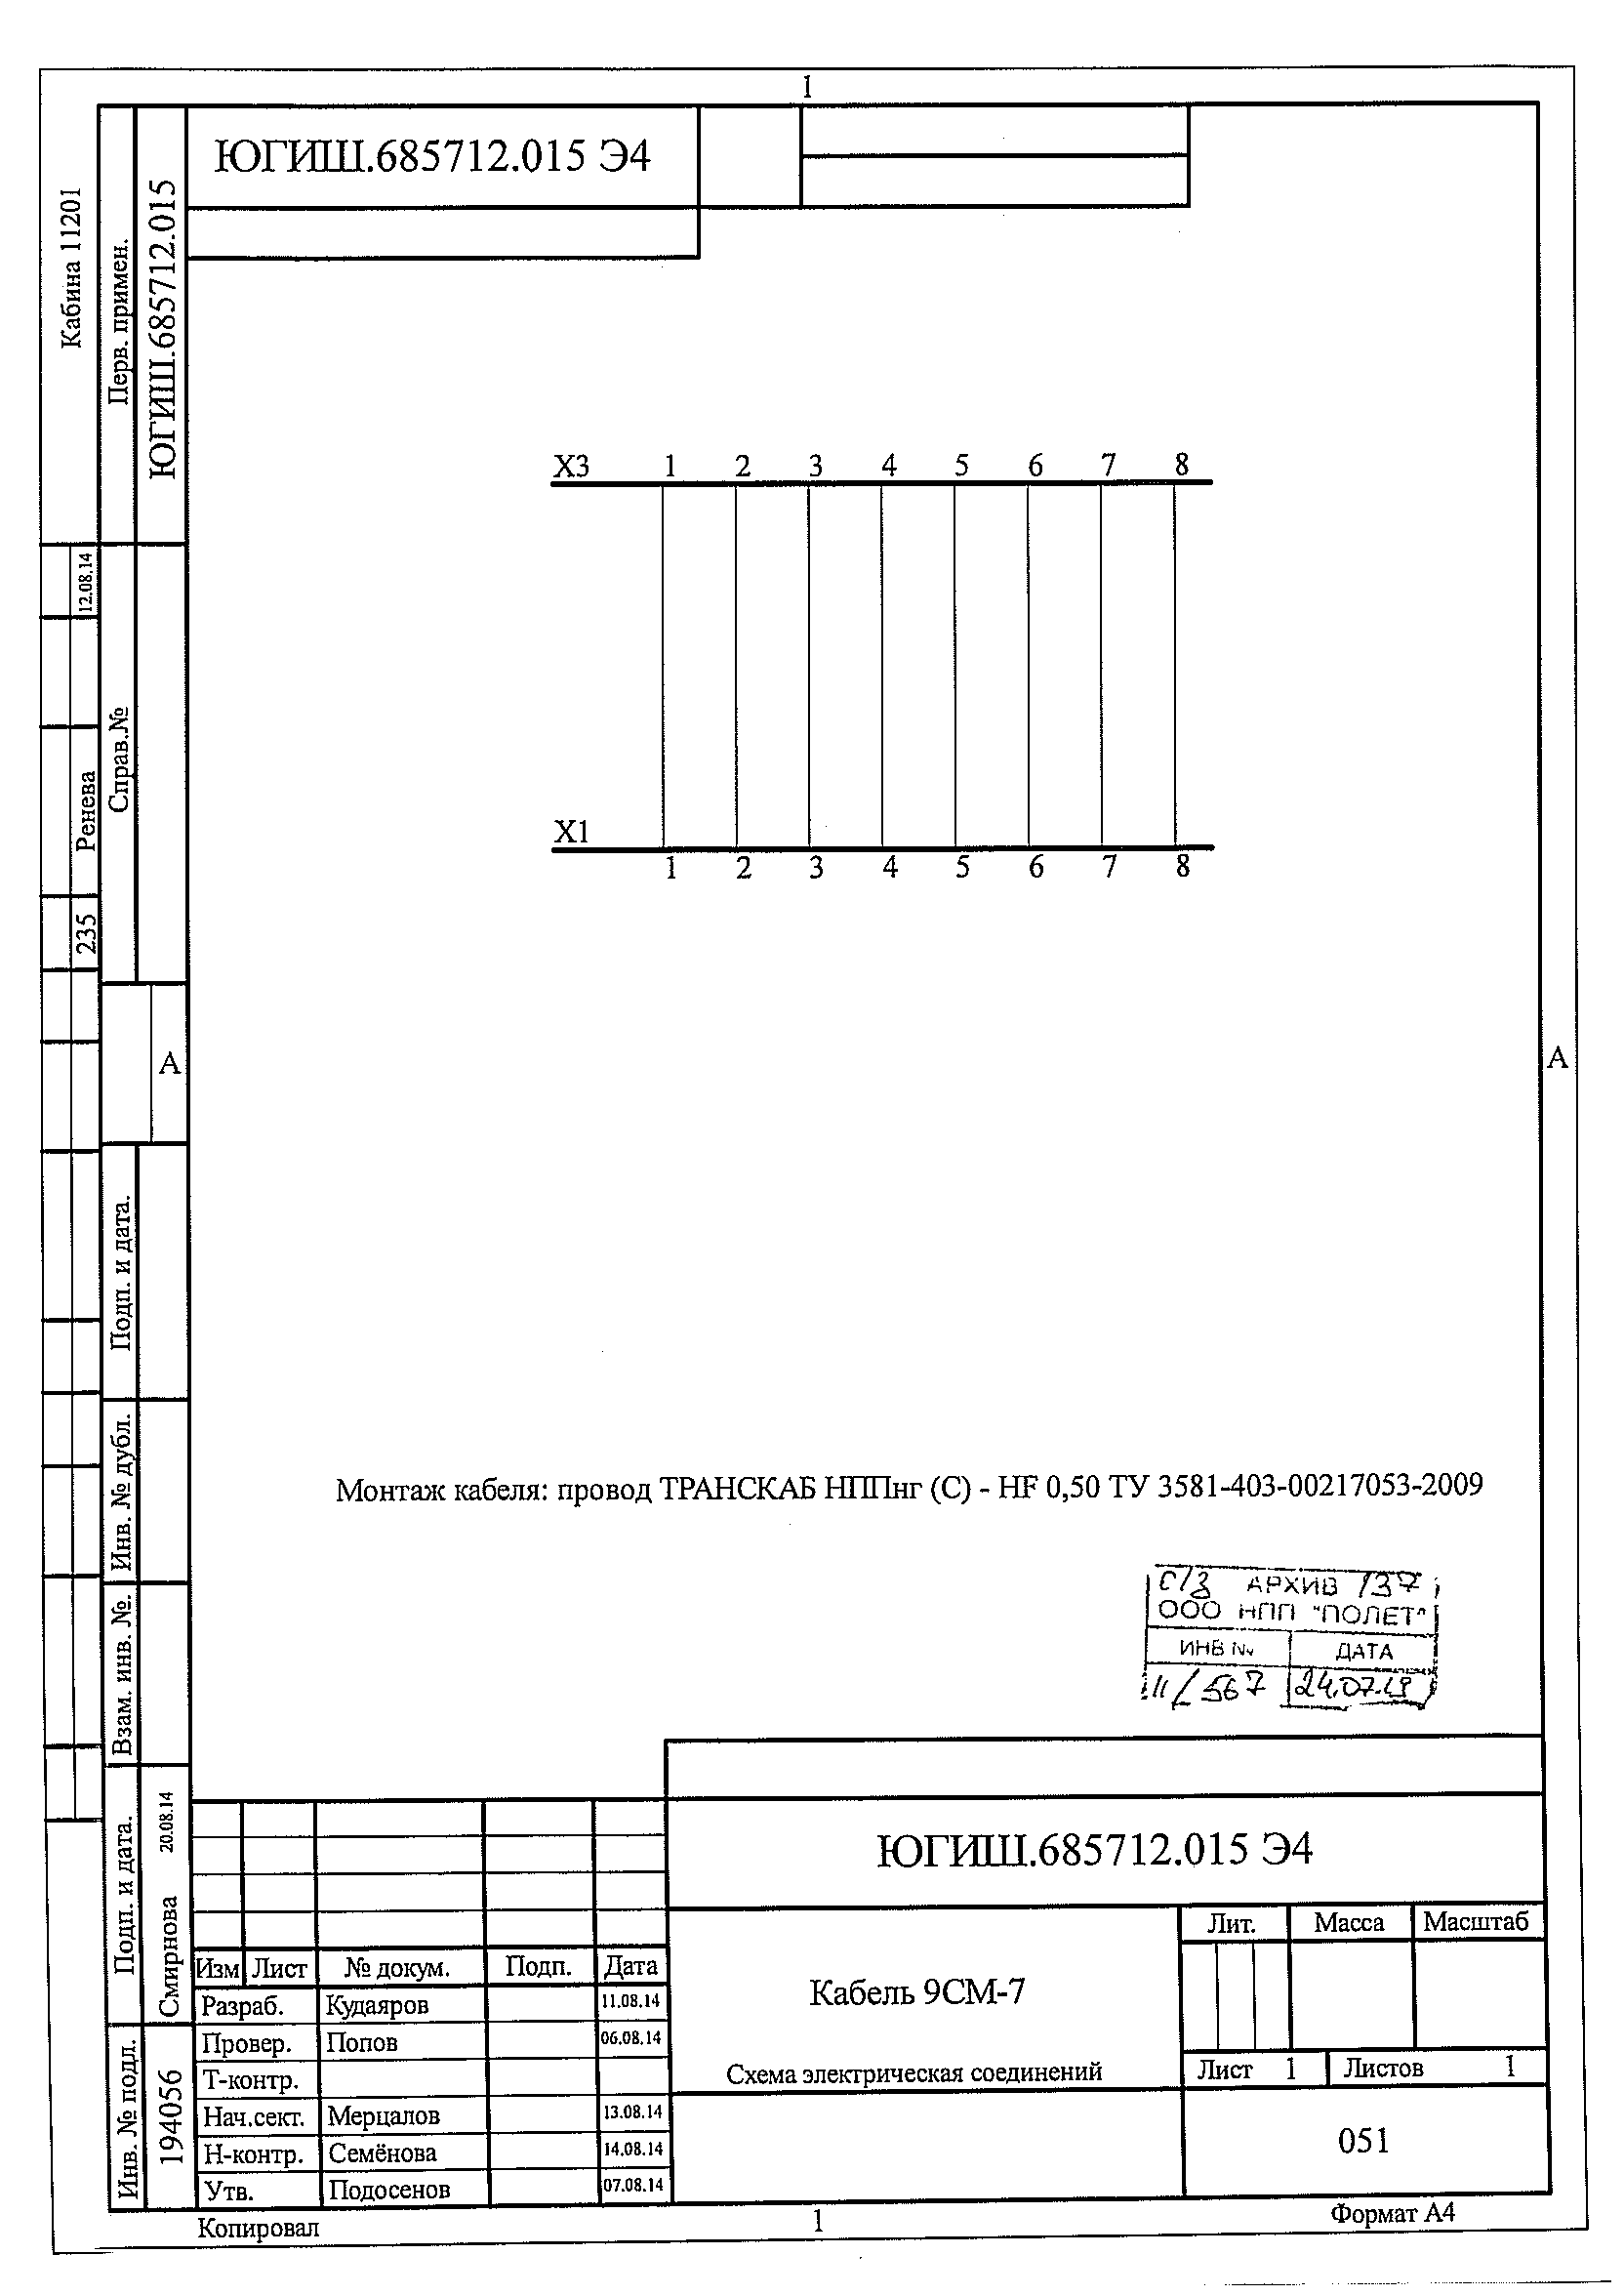 1
ЮГИШ.685712.015 Э4
Кабина 11201
Перв. примен.
ЮГИШ.685712.015
X3 1 2 3 4 5 6 7 8
X1
1 2 3 4 5 6 7 8
12.08.14
Ренева
235
Справ.№
А
А
Подп. и дата.
Инв. № дубл.
Взам. инв. №.
Подп. и дата.
Смирнова 20.08.14
Инв. № подл.
194056
Монтаж кабеля: провод ТРАНСКАБ НППнг (С) - HF 0,50 ТУ 3581-403-00217053-2009
с/з АРХИВ 137
ООО НПП "ПОЛЕТ"
ИНВ № ДАТА
11/567 24.07.19
ЮГИШ.685712.015 Э4
Лит. Масса Масштаб
Изм Лист № докум. Подп. Дата
Разраб. Кудаяров 11.08.14
Провер. Попов 06.08.14
Т-контр.
Нач.сект. Мерцалов 13.08.14
Н-контр. Семёнова 14.08.14
Утв. Подосенов 07.08.14
Кабель 9СМ-7
Схема электрическая соединений
Лист 1 Листов 1
051
Копировал
1
Формат А4